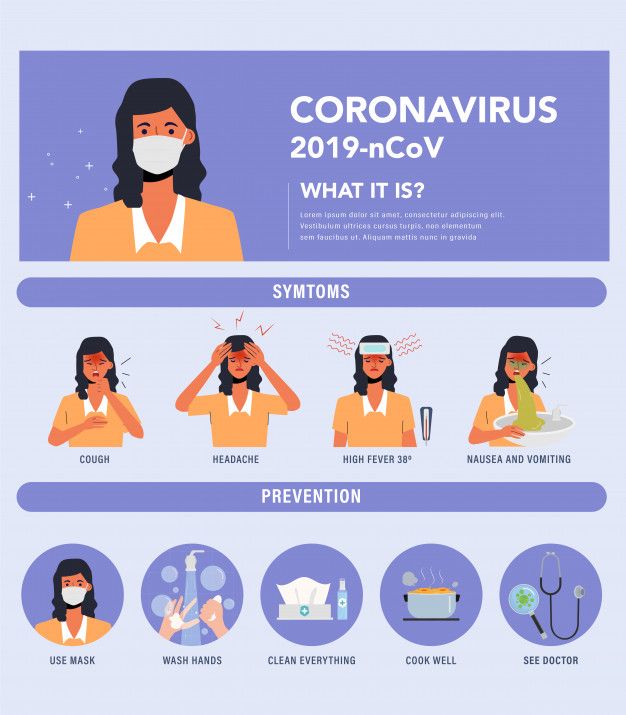 CORONAVIRUS
2019-nCoV
WHAT IT IS?
Lorem ipsum dolor sit amet, consectetur adipiscing elit.
Vestibulum ultrices cursus turpis, non elementum
sem faucibus ut. Aliquam mattis nunc in gravida
SYMTOMS
COUGH
HEADACHE
HIGH FEVER 38º
NAUSEA AND VOMITING
PREVENTION
USE MASK
WASH HANDS
CLEAN EVERYTHING
COOK WELL
SEE DOCTOR